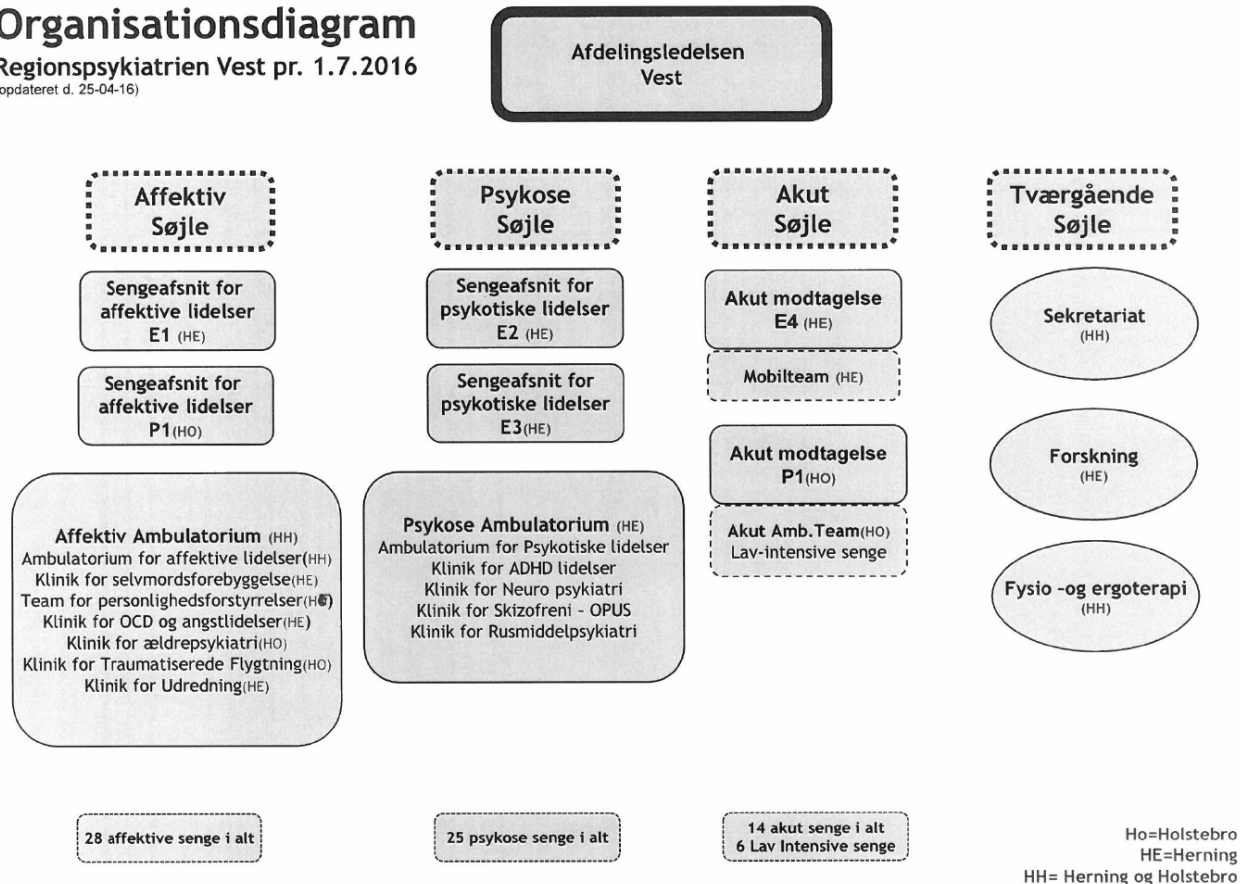 Organisationsdiagram
Regionspsykiatrien Vest pr. 1.7.2016
opdateret d. 25-04-16)
Afdelingsledelsen
Vest
Affektiv
Søjle
Sengeafsnit for
affektive lidelser
E1 (HE)
Sengeafsnit for
affektive lidelser
P1(HO)
Affektiv Ambulatorium (HH)
Ambulatorium for affektive lidelser(HH)
Klinik for selvmordsforebyggelse(HE)
Team for personlighedsforstyrrelser(HE)
Klinik for OCD og angstlidelser(HE)
Klinik for ældrepsykiatri(HO)
Klinik for Traumatiserede Flygtning(HO)
Klinik for Udredning(HE)
28 affektive senge i alt
Psykose
Søjle
Sengeafsnit for
psykotiske lidelser
E2 (HE)
Sengeafsnit for
psykotiske lidelser
E3(HE)
Psykose Ambulatorium (HE)
Ambulatorium for Psykotiske lidelser
Klinik for ADHD lidelser
Klinik for Neuro psykiatri
Klinik for Skizofreni - OPUS
Klinik for Rusmiddelpsykiatri
25 psykose senge i alt
Akut
Søjle
Akut modtagelse
E4 (HE)
Mobilteam (HE)
Akut modtagelse
P1(HO)
Akut Amb.Team(HO)
Lav-intensive senge
14 akut senge i alt
6 Lav Intensive senge
Tværgående
Søjle
Sekretariat
(HH)
Forskning
(HE)
Fysio -og ergoterapi
(HH)
Ho=Holstebro
HE=Herning
HH= Herning og Holstebro